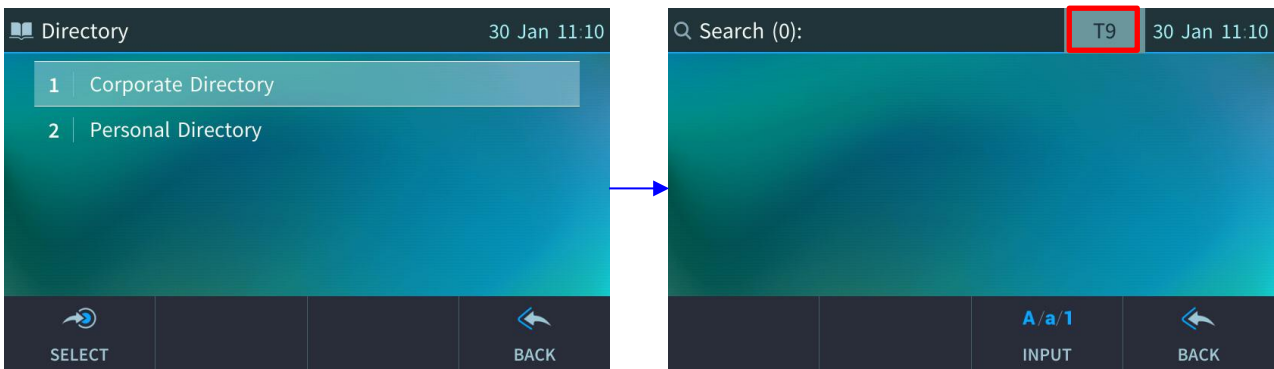 Directory 30 Jan 11:10
1 Corporate Directory
2 Personal Directory
SELECT BACK
Search (0): T9 30 Jan 11:10
A/a/1
INPUT BACK